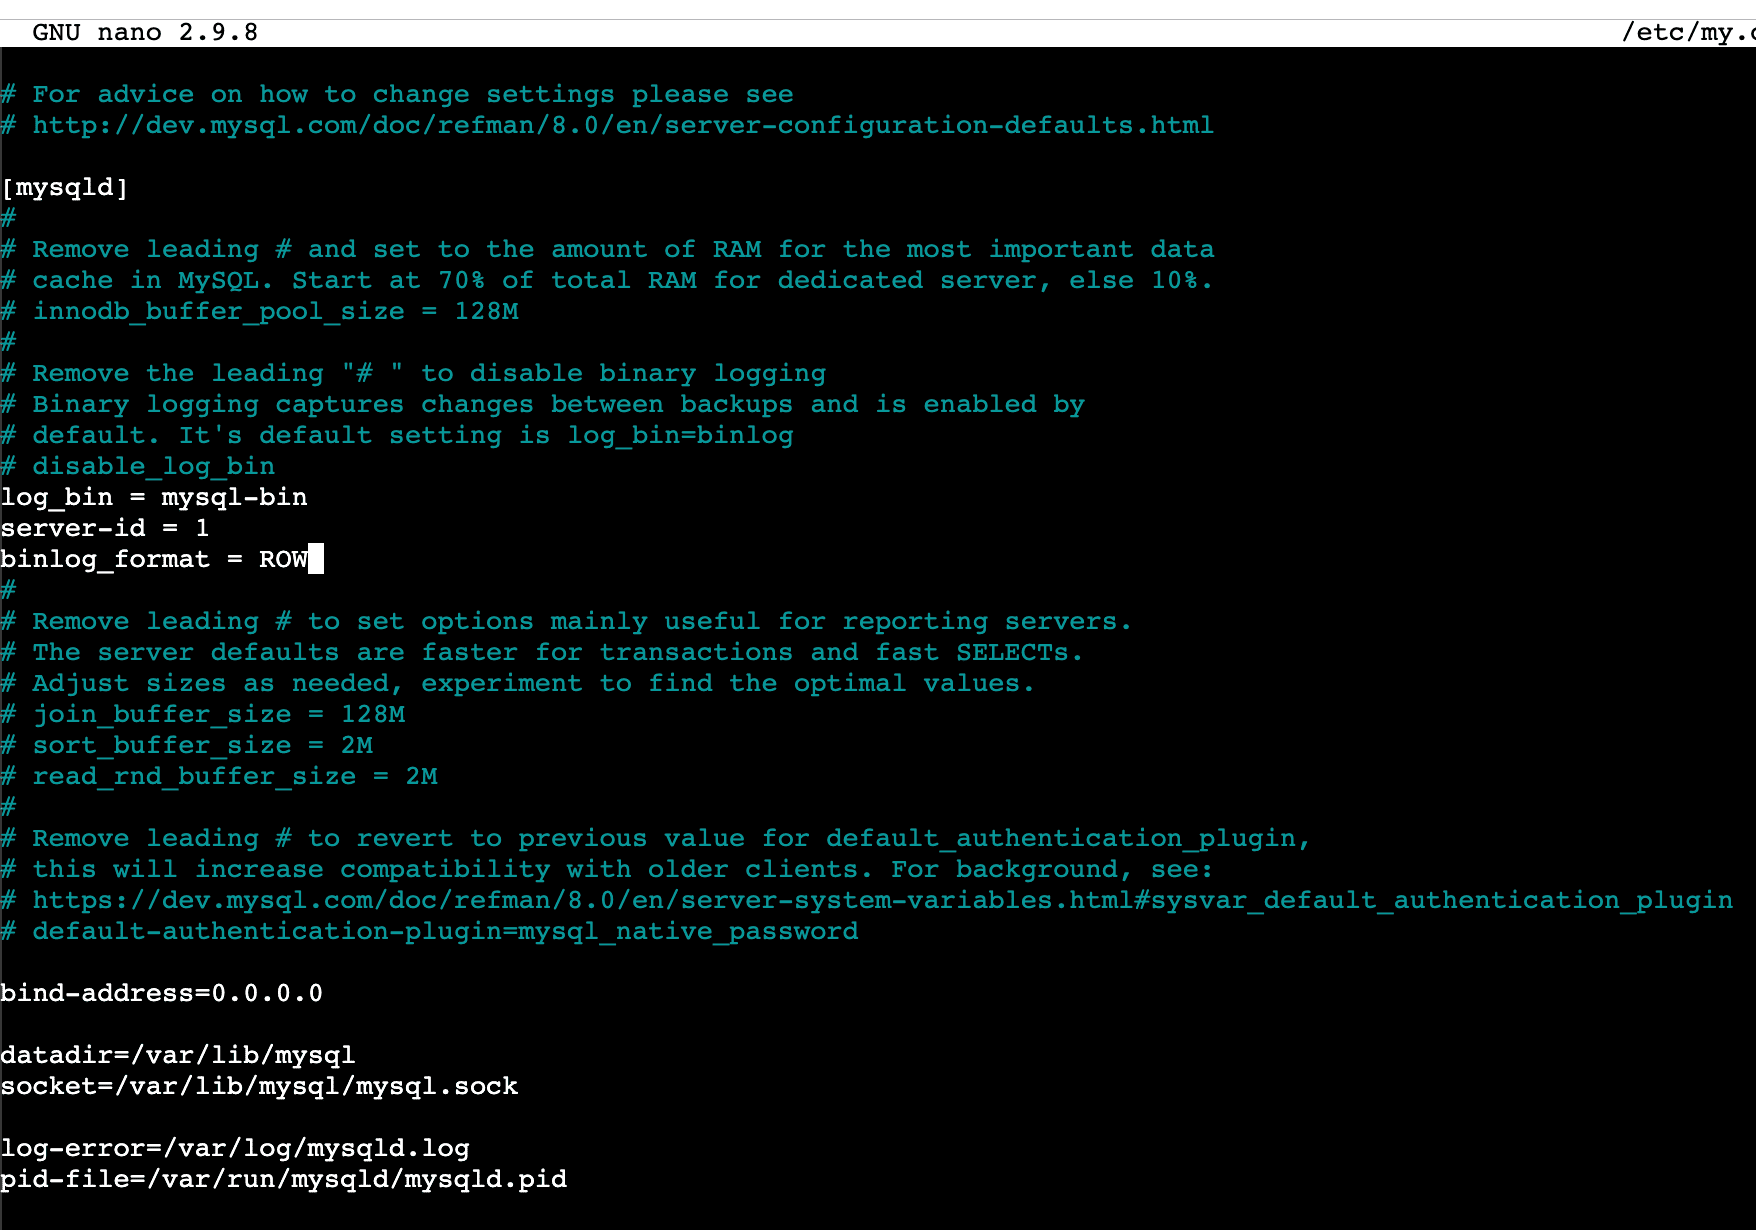 GNU nano 2.9.8 /etc/my.c
# For advice on how to change settings please see
# http://dev.mysql.com/doc/refman/8.0/en/server-configuration-defaults.html
[mysqld]
#
# Remove leading # and set to the amount of RAM for the most important data
# cache in MySQL. Start at 70% of total RAM for dedicated server, else 10%.
# innodb_buffer_pool_size = 128M
#
# Remove the leading "# " to disable binary logging
# Binary logging captures changes between backups and is enabled by
# default. It's default setting is log_bin=binlog
# disable_log_bin
log_bin = mysql-bin
server-id = 1
binlog_format = ROW
#
# Remove leading # to set options mainly useful for reporting servers.
# The server defaults are faster for transactions and fast SELECTs.
# Adjust sizes as needed, experiment to find the optimal values.
# join_buffer_size = 128M
# sort_buffer_size = 2M
# read_rnd_buffer_size = 2M
#
# Remove leading # to revert to previous value for default_authentication_plugin,
# this will increase compatibility with older clients. For background, see:
# https://dev.mysql.com/doc/refman/8.0/en/server-system-variables.html#sysvar_default_authentication_plugin
# default-authentication-plugin=mysql_native_password
bind-address=0.0.0.0
datadir=/var/lib/mysql
socket=/var/lib/mysql/mysql.sock
log-error=/var/log/mysqld.log
pid-file=/var/run/mysqld/mysqld.pid